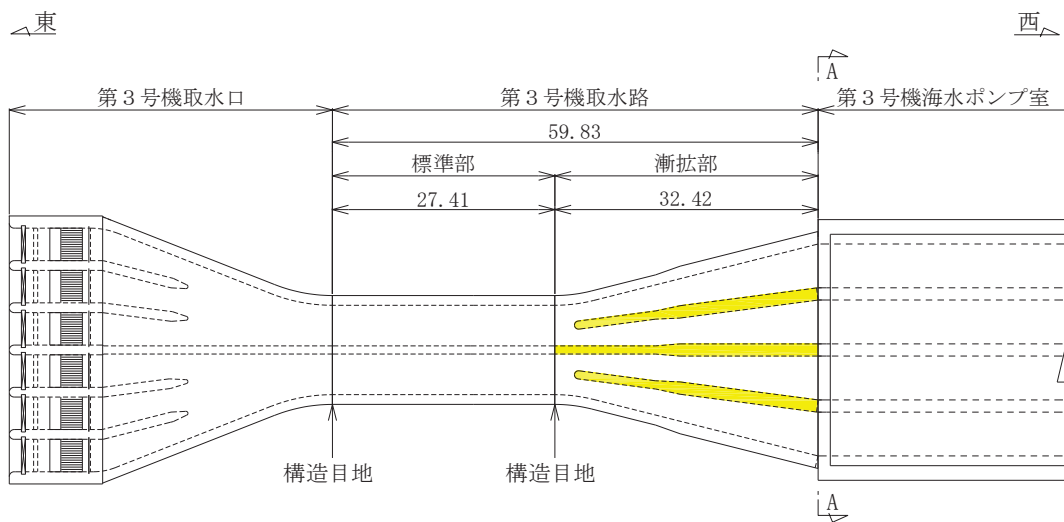 東
西
A
第３号機取水口
第３号機取水路
第３号機海水ポンプ室
59.83
標準部
漸拡部
27.41
32.42
構造目地
構造目地
A